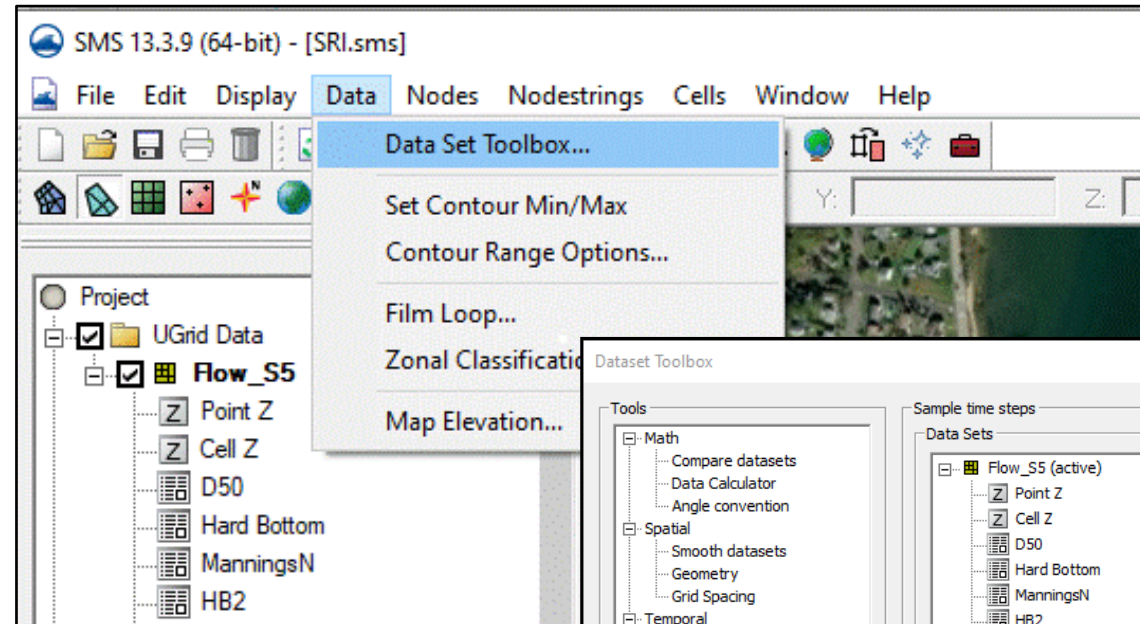 SMS 13.3.9 (64-bit) - [SRI.sms]
File Edit Display Data Nodes Nodestrings Cells Window Help
Data Set Toolbox...
Y:
Z:
Set Contour Min/Max
Contour Range Options...
Film Loop...
Zonal Classificatio
Map Elevation...
Project
UGrid Data
Flow_S5
Point Z
Cell Z
D50
Hard Bottom
ManningsN
HB2
Dataset Toolbox
Tools
Math
Compare datasets
Data Calculator
Angle convention
Spatial
Smooth datasets
Geometry
Grid Spacing
Temporal
Sample time steps
Data Sets
Flow_S5 (active)
Point Z
Cell Z
D50
Hard Bottom
ManningsN
HB2